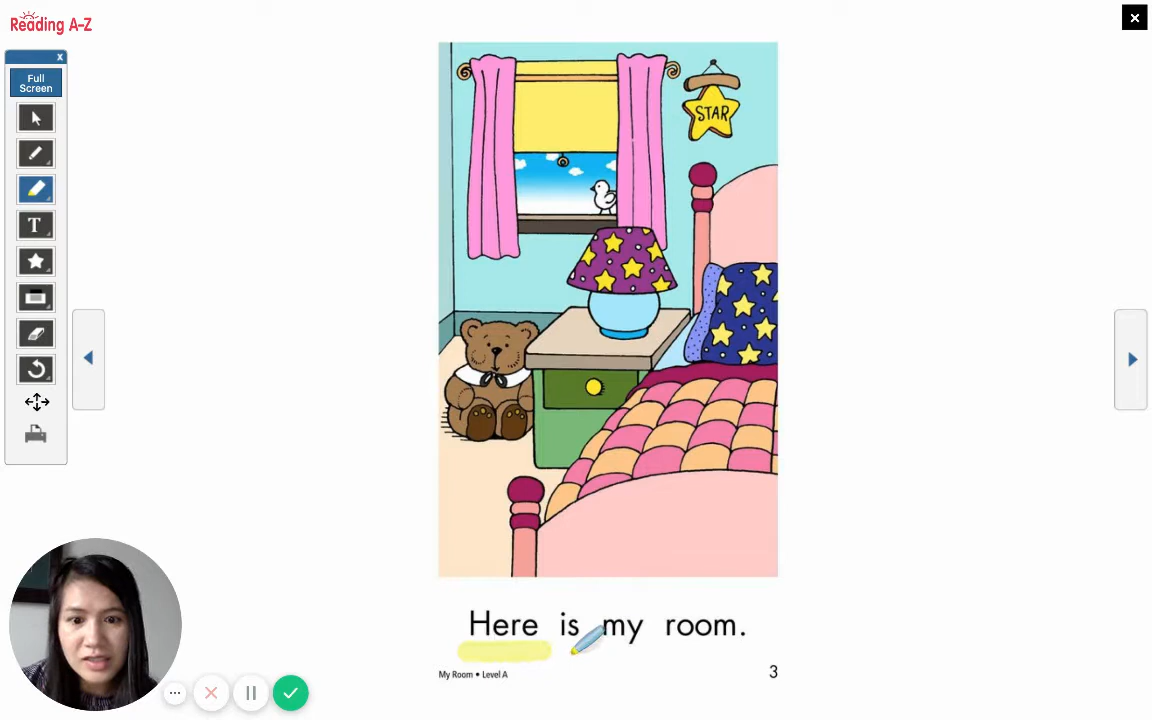 Reading A-Z
x
Full
Screen
T
STAR
Here is my room.
My Room • Level A
3